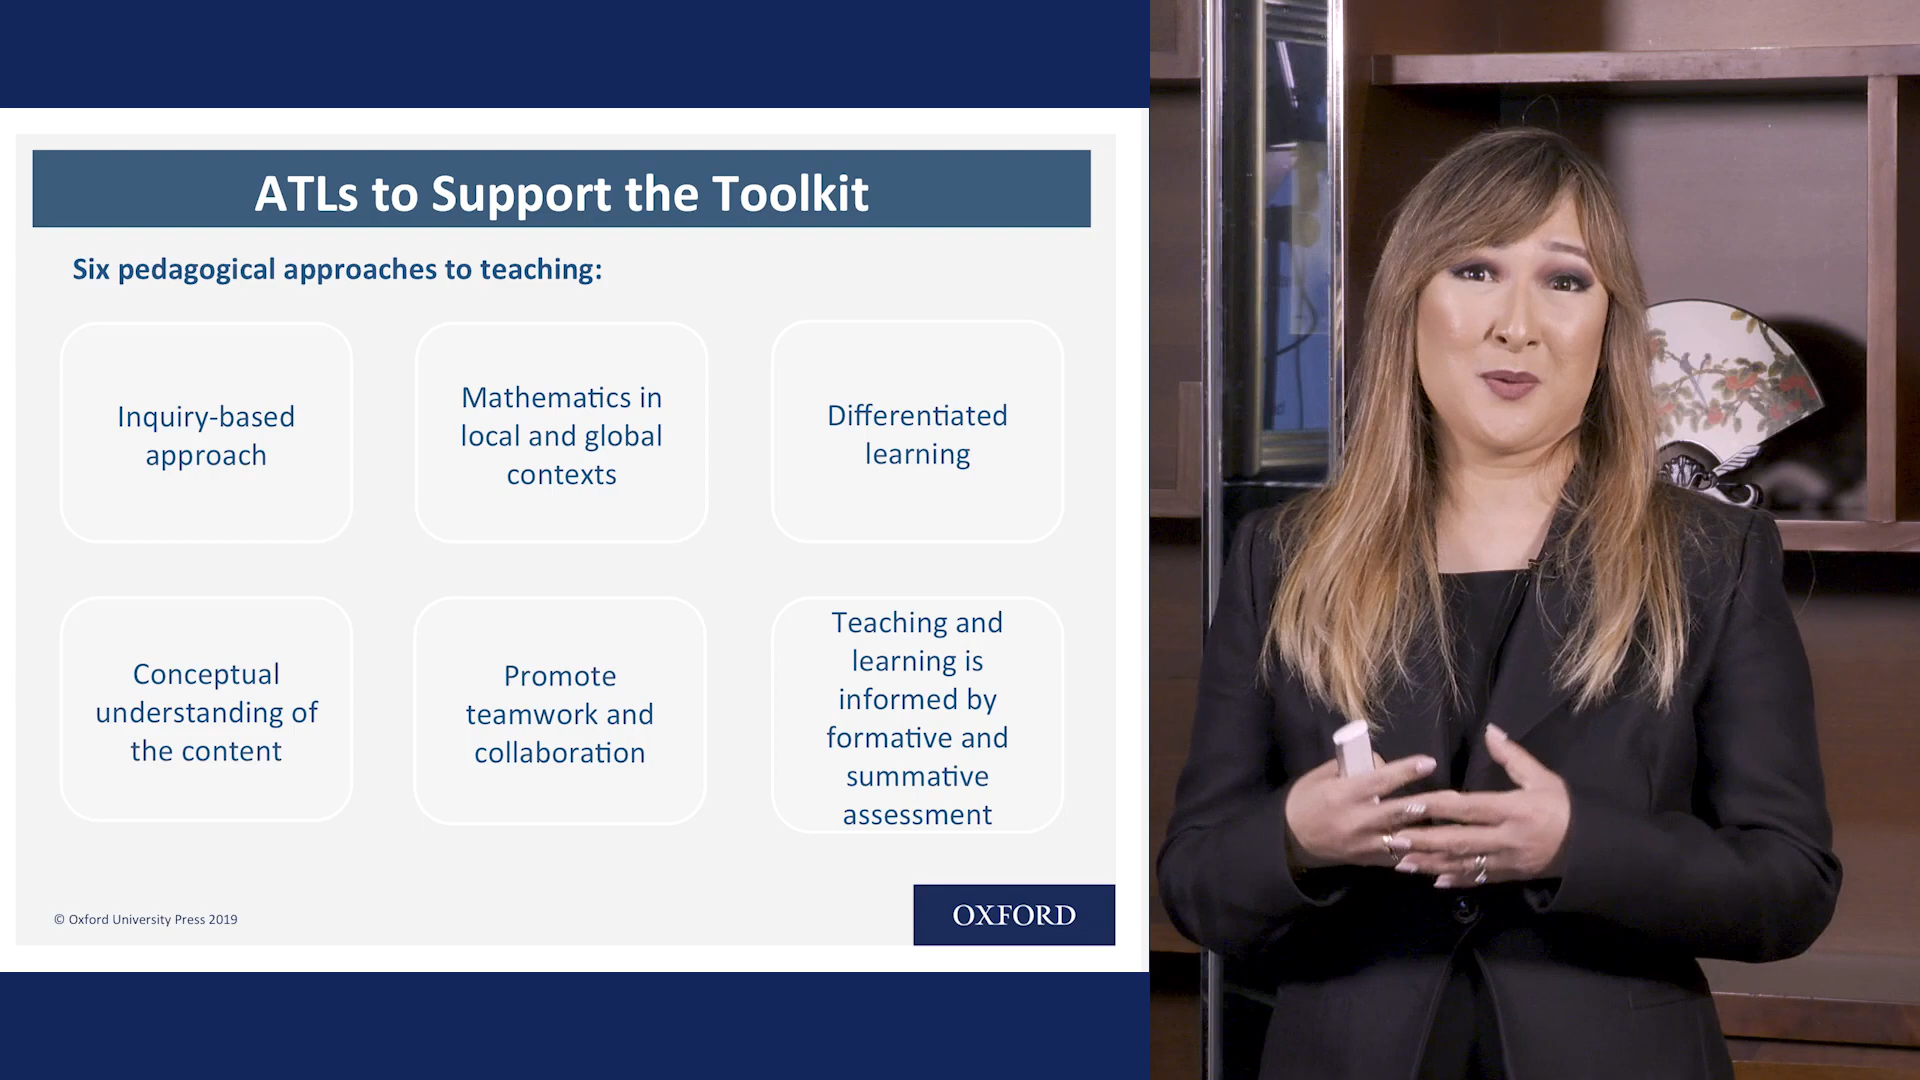 ATLs to Support the Toolkit
Six pedagogical approaches to teaching:
Inquiry-based
approach
Mathematics in
local and global
contexts
Differentiated
learning
Conceptual
understanding of
the content
Promote
teamwork and
collaboration
Teaching and
learning is
informed by
formative and
summative
assessment
© Oxford University Press 2019
OXFORD